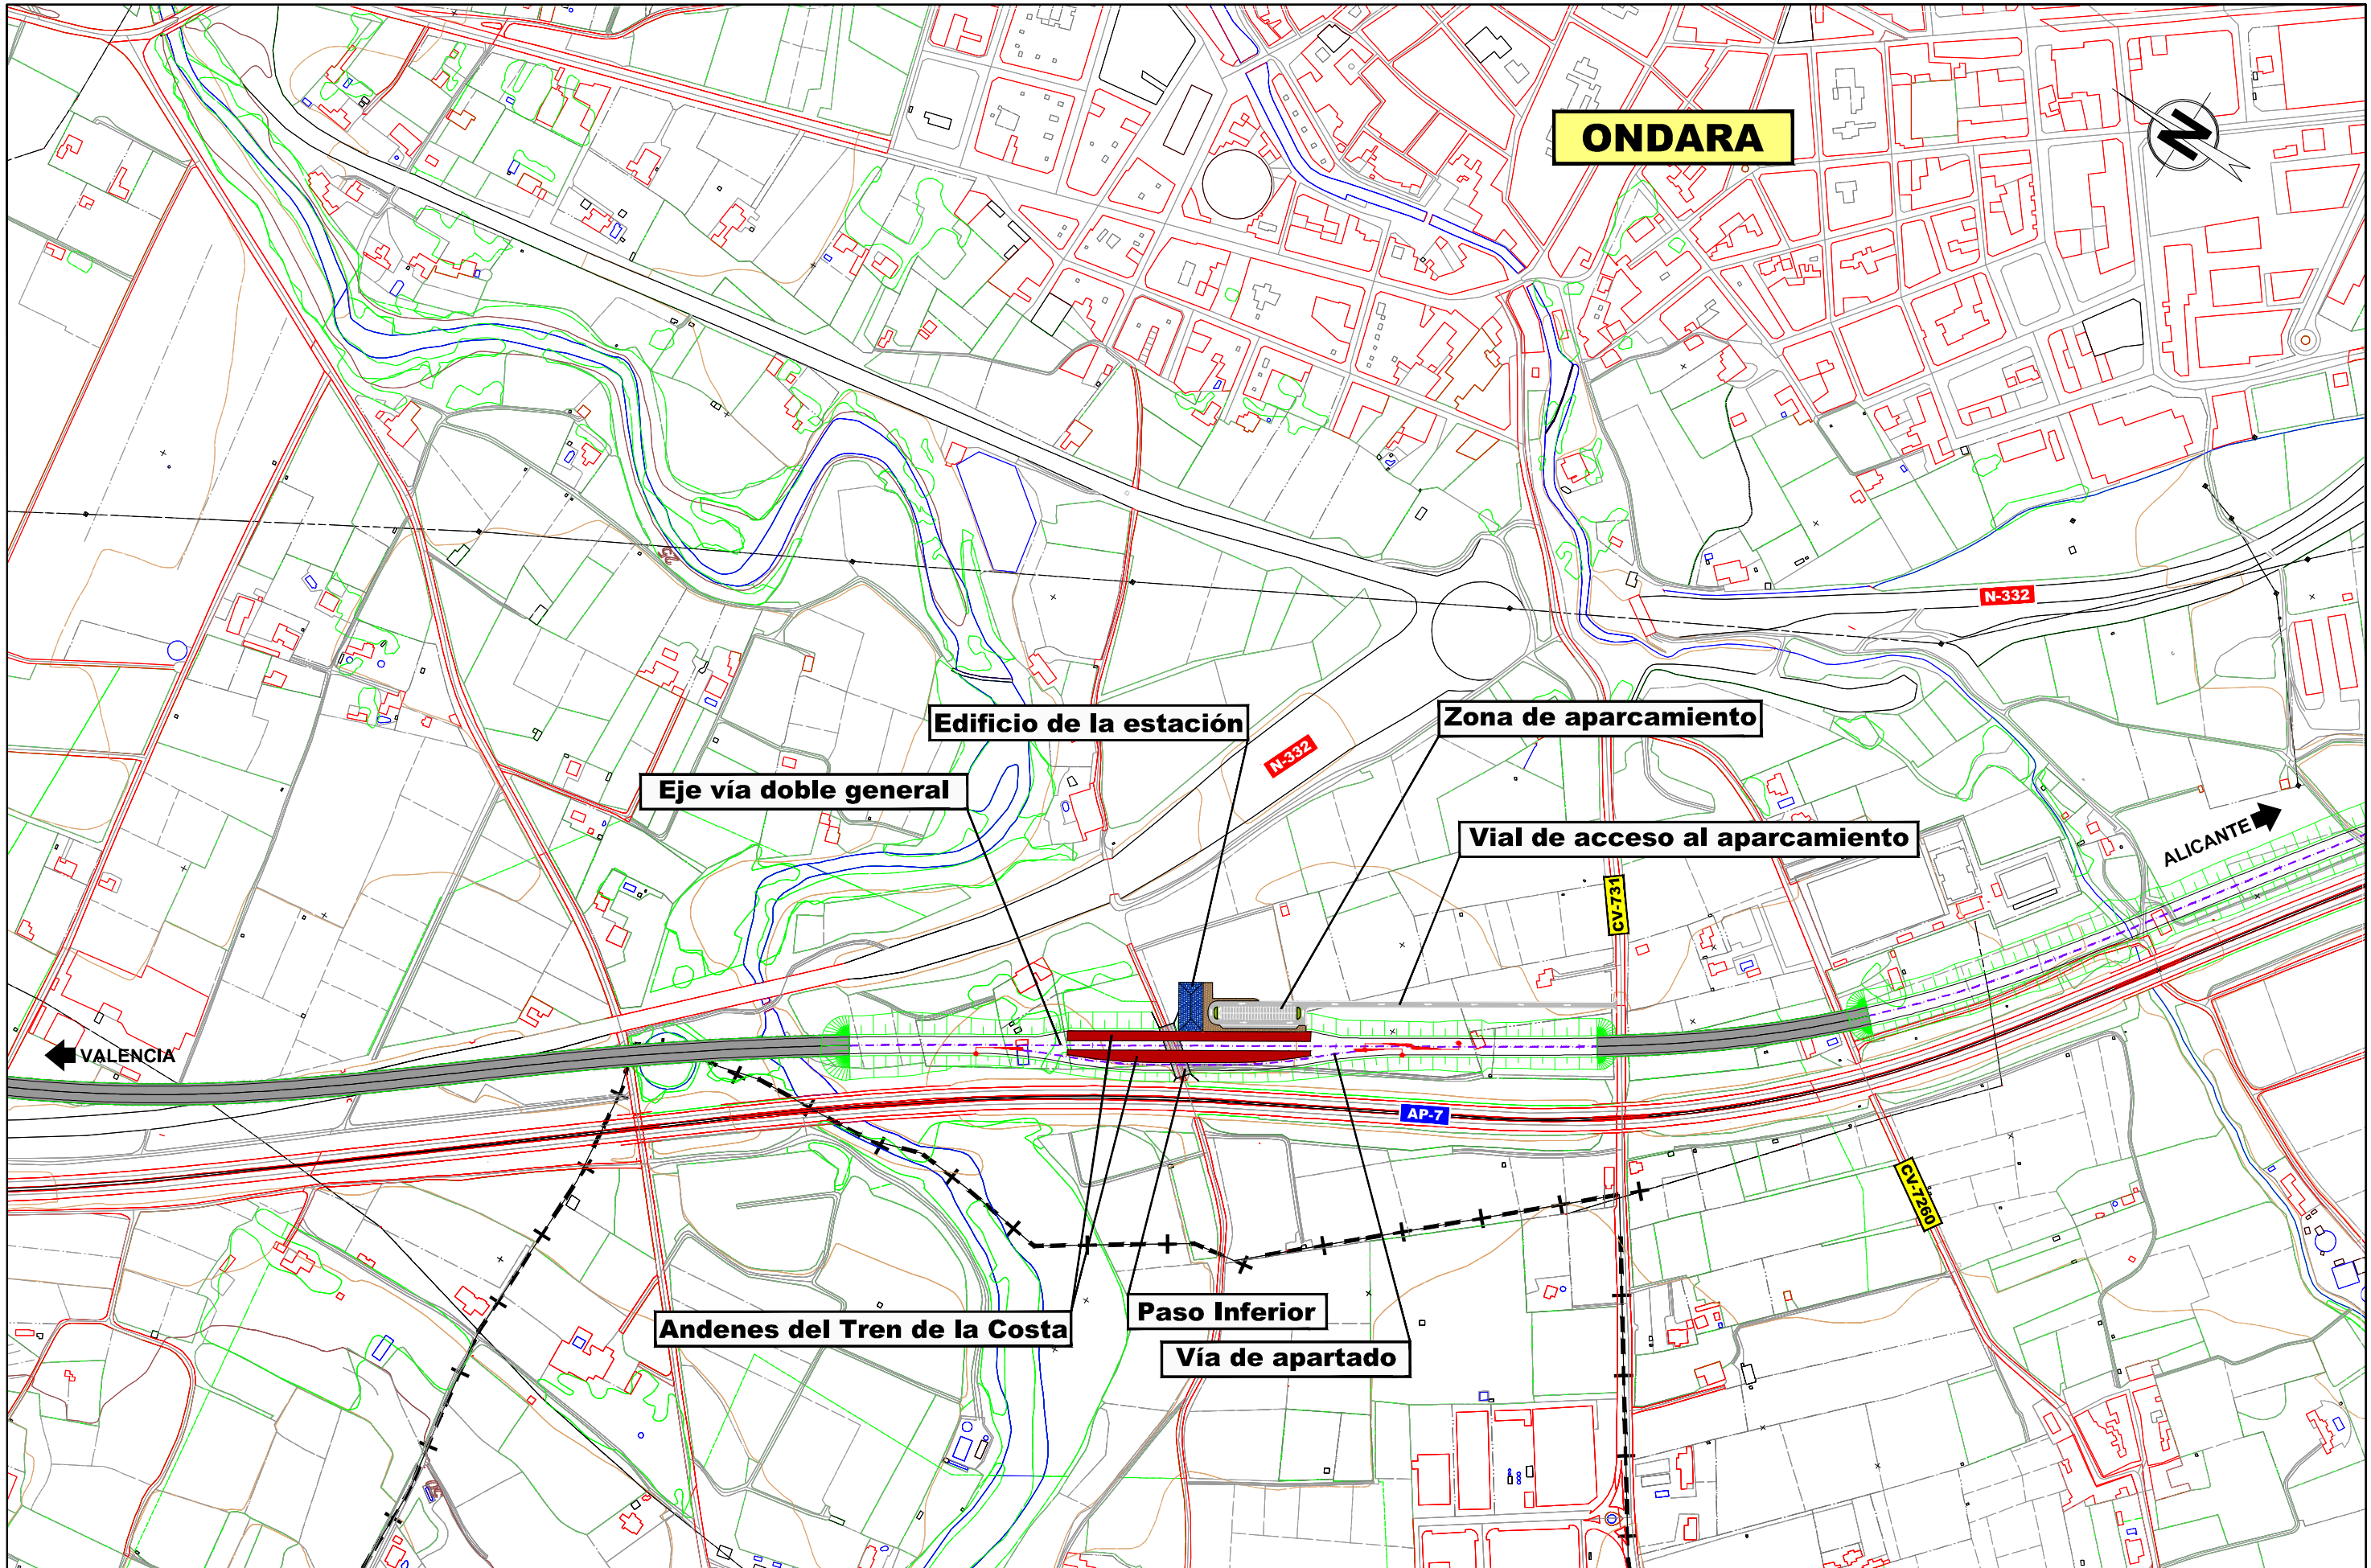 ONDARA
N
N-332
Edificio de la estación
Zona de aparcamiento
N-332
Eje vía doble general
Vial de acceso al aparcamiento
ALICANTE
CV-731
VALENCIA
AP-7
CV-7260
Paso Inferior
Andenes del Tren de la Costa
Vía de apartado